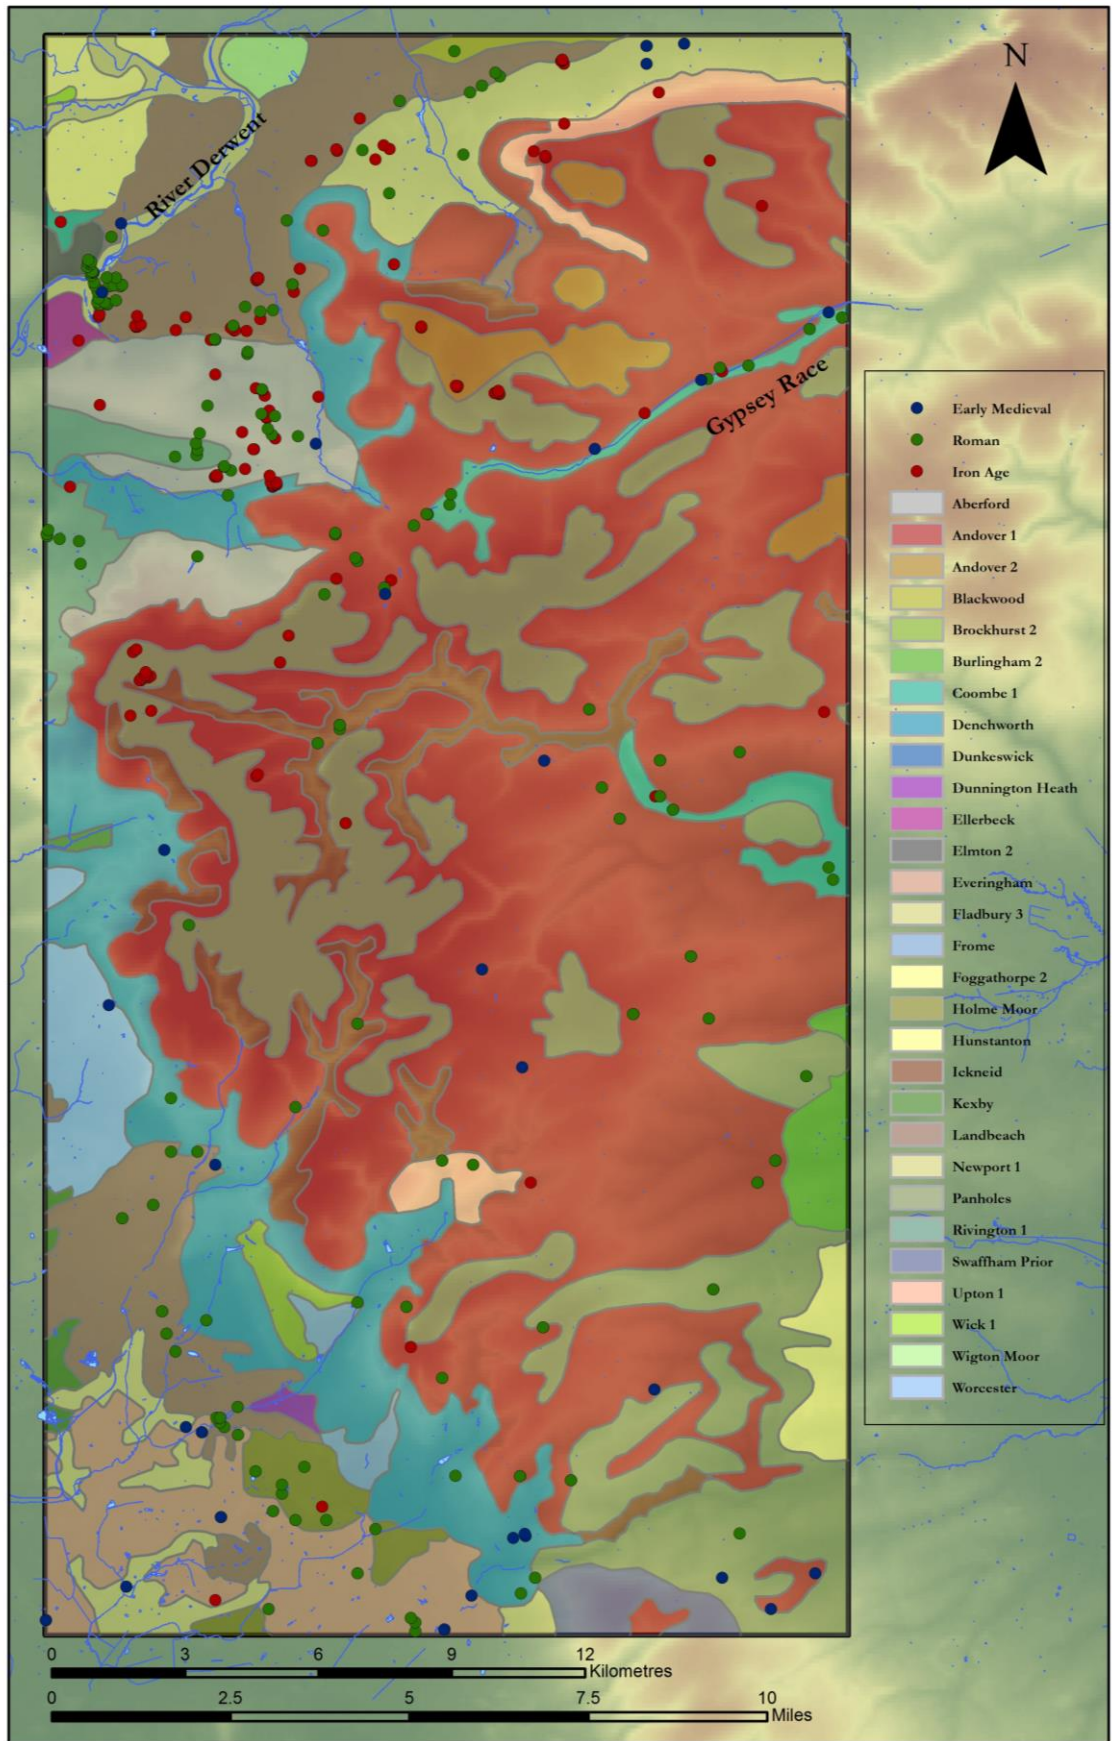 N
River Derwent
Gypsey Race
Early Medieval
Roman
Iron Age
Aberford
Andover 1
Andover 2
Blackwood
Brockhurst 2
Burlingham 2
Coombe 1
Denchworth
Dunkeswick
Dunnington Heath
Ellerbeck
Elmton 2
Everingham
Fladbury 3
Frome
Foggathorpe 2
Holme Moor
Hunstanton
Ickneid
Kexby
Landbeach
Newport 1
Panholes
Rivington 1
Swaffham Prior
Upton 1
Wick 1
Wigton Moor
Worcester
0 3 6 9 12
Kilometres
0 2.5 5 7.5 10
Miles